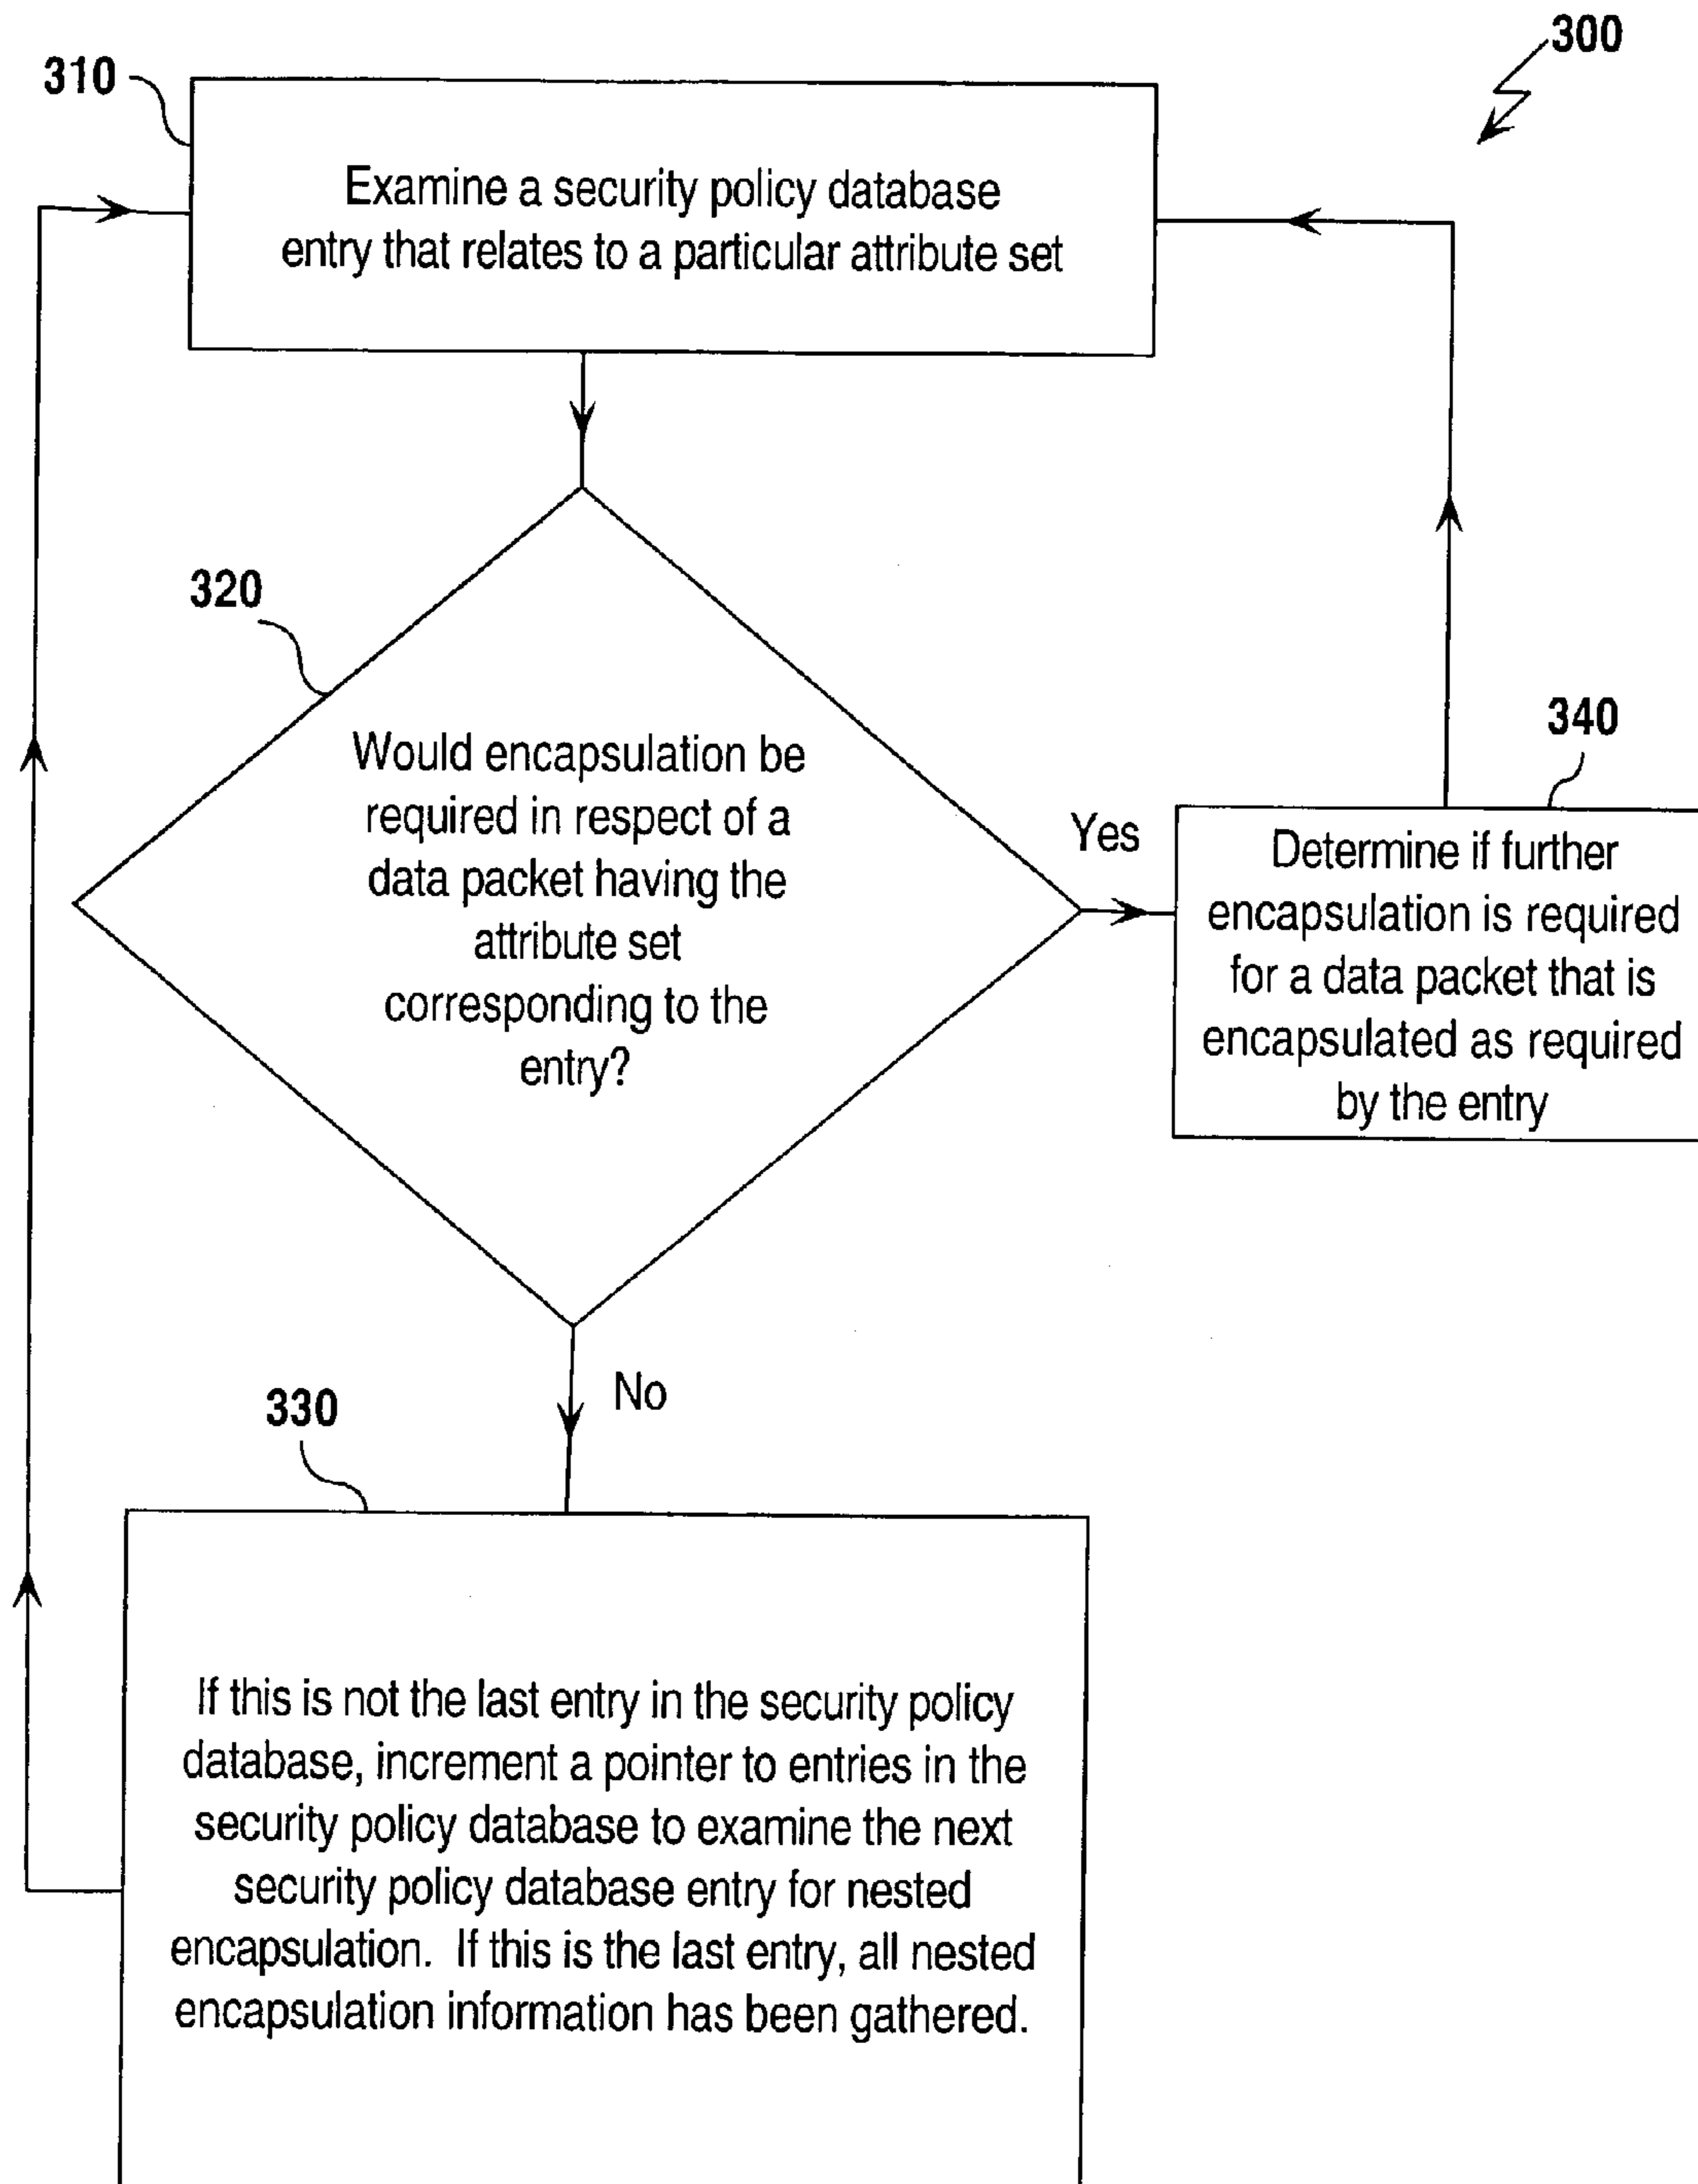 300
310
Examine a security policy database
entry that relates to a particular attribute set
320
Would encapsulation be
required in respect of a
data packet having the
attribute set
corresponding to the
entry?
Yes
340
Determine if further
encapsulation is required
for a data packet that is
encapsulated as required
by the entry
No
330
If this is not the last entry in the security policy
database, increment a pointer to entries in the
security policy database to examine the next
security policy database entry for nested
encapsulation. If this is the last entry, all nested
encapsulation information has been gathered.